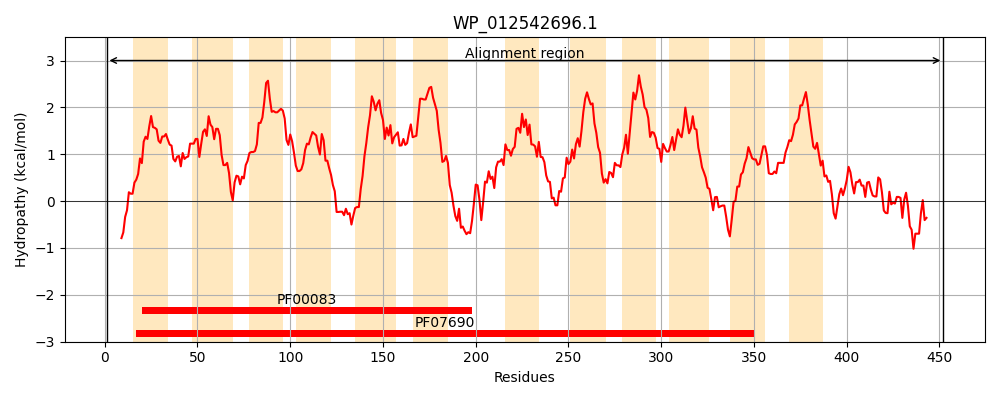 WP_012542696.1
Alignment region
3
2
1
0
−1
−2
−3
Hydropathy (kcal/mol)
PF00083
PF07690
0 50 100 150 200 250 300 350 400 450
Residues